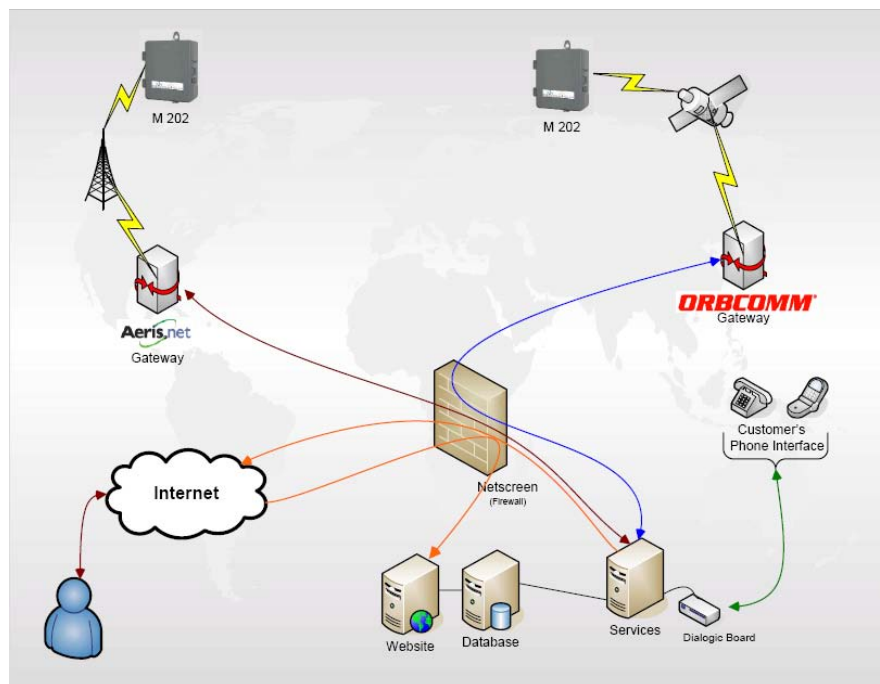 M 202
M 202
ORBCOMM®
Gateway
Aeris.net
Gateway
Customer's
Phone Interface
Internet
Netscreen
(Firewall)
Website
Database
Services
Dialogic Board